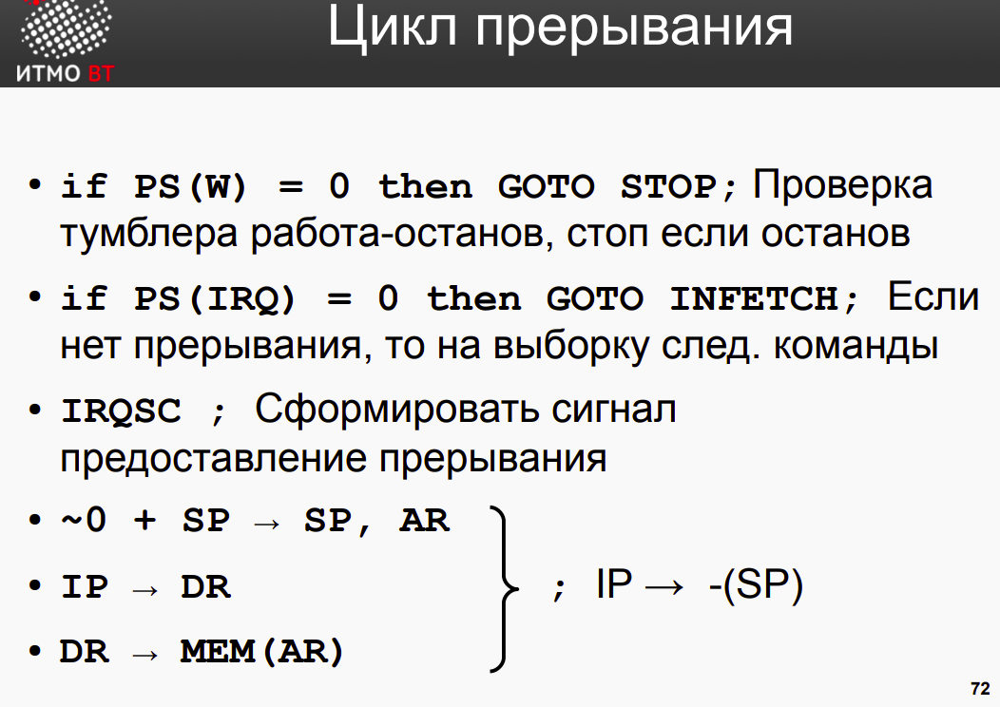 Цикл прерывания
ИТМО ВТ
• if PS(W) = 0 then GOTO STOP; Проверка
тумблера работа-останов, стоп если останов
• if PS(IRQ) = 0 then GOTO INFETCH; Если
нет прерывания, то на выборку след. команды
• IRQSC ; Сформировать сигнал
предоставление прерывания
• ~0 + SP → SP, AR
• IP → DR
; IP → -(SP)
• DR → MEM(AR)
72